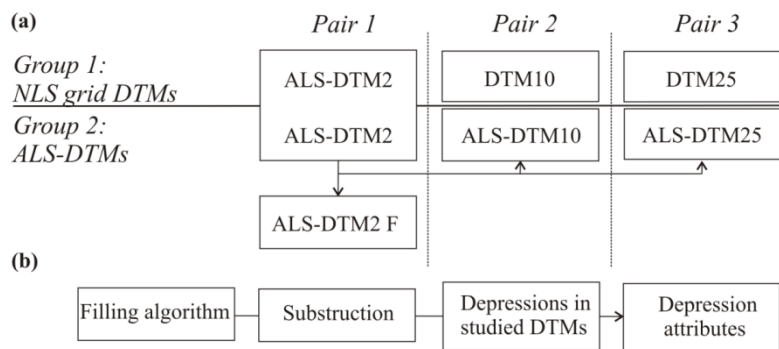 (a)
Pair 1 Pair 2 Pair 3
Group 1:
NLS grid DTMs
ALS-DTM2 DTM10 DTM25
Group 2:
ALS-DTMs
ALS-DTM2 ALS-DTM10 ALS-DTM25
ALS-DTM2 F
(b)
Filling algorithm
Substruction
Depressions in
studied DTMs
Depression
attributes